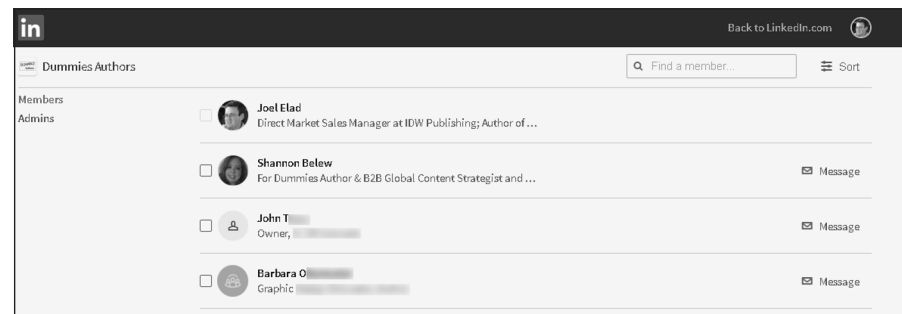 in
Back to LinkedIn.com
Dummies Authors
Find a member...
Sort
Members
Admins
Joel Elad
Direct Market Sales Manager at IDW Publishing; Author of ...
Shannon Belew
For Dummies Author & B2B Global Content Strategist and ...
Message
John T
Owner,
Message
Barbara O
Graphic
Message